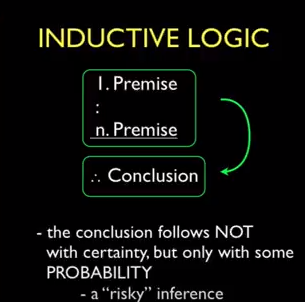 INDUCTIVE LOGIC
1. Premise
:
n. Premise
∴ Conclusion
- the conclusion follows NOT
with certainty, but only with some
PROBABILITY
- a “risky” inference